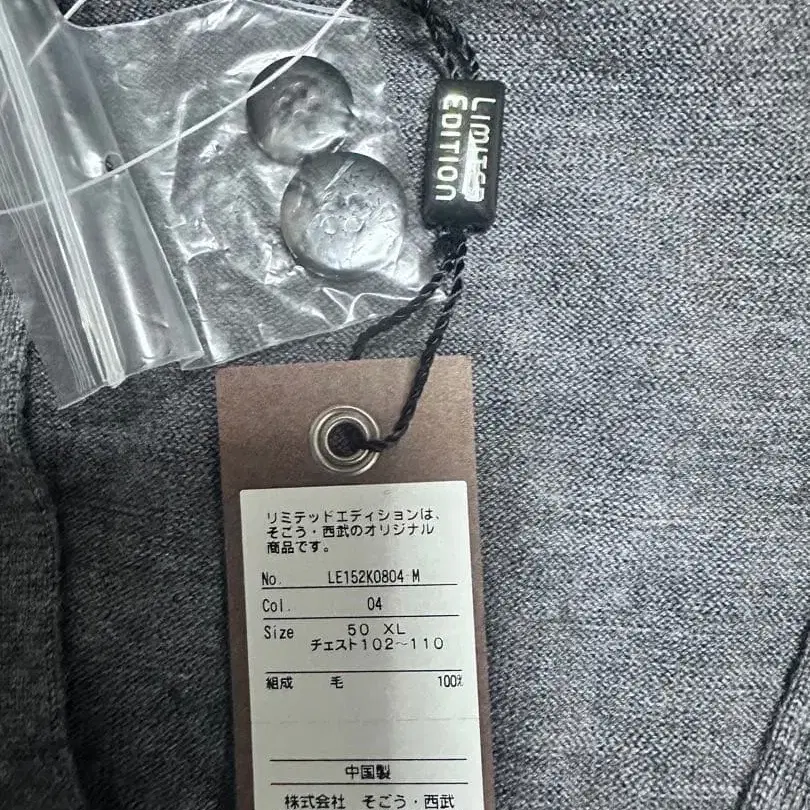 LIMITED
EDITION
リミテッドエディションは、
そごう・西武のオリジナル
商品です。
No. LE152K0804-M
Col. 04
Size 50 XL
チェスト102～110
組成 毛 100%
中国製
株式会社 そごう・西武